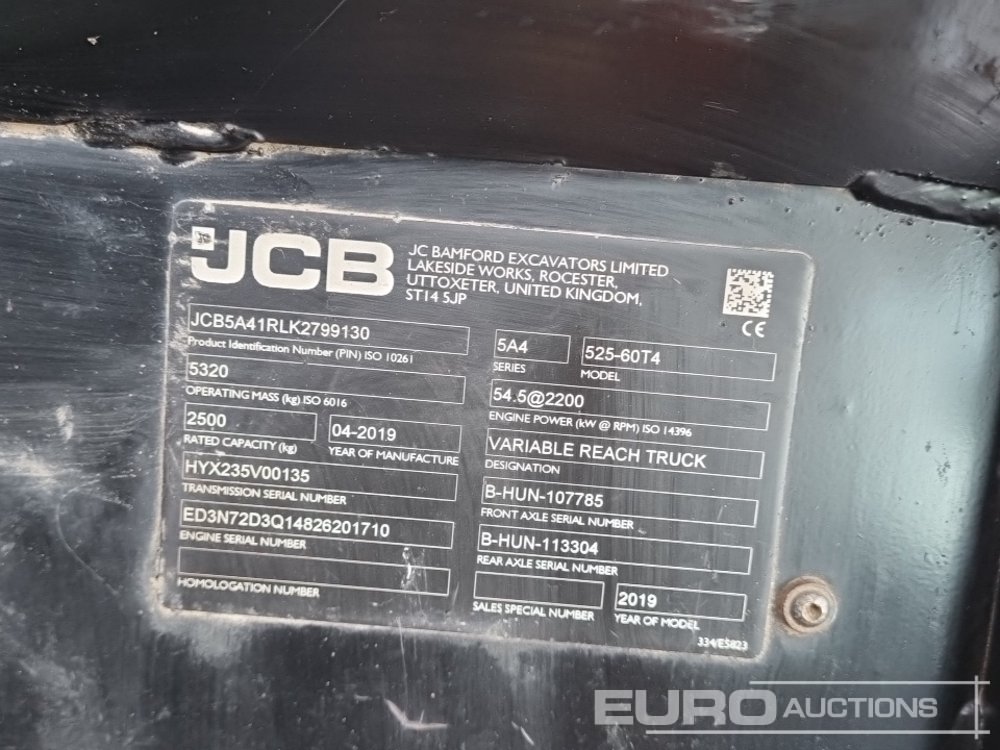 JCB
JC BAMFORD EXCAVATORS LIMITED
LAKESIDE WORKS, ROCESTER,
UTTOXETER, UNITED KINGDOM,
ST14 5JP
CE
JCB5A41RLK2799130
Product Identification Number (PIN) ISO 10261
5320
OPERATING MASS (kg) ISO 6016
2500
RATED CAPACITY (kg)
04-2019
YEAR OF MANUFACTURE
HYX235V00135
TRANSMISSION SERIAL NUMBER
ED3N72D3Q14826201710
ENGINE SERIAL NUMBER
HOMOLOGATION NUMBER
5A4
SERIES
525-60T4
MODEL
54.5@2200
ENGINE POWER (kW @ RPM) ISO 14396
VARIABLE REACH TRUCK
DESIGNATION
B-HUN-107785
FRONT AXLE SERIAL NUMBER
B-HUN-113304
REAR AXLE SERIAL NUMBER
SALES SPECIAL NUMBER
2019
YEAR OF MODEL
334/E5823
EURO AUCTIONS